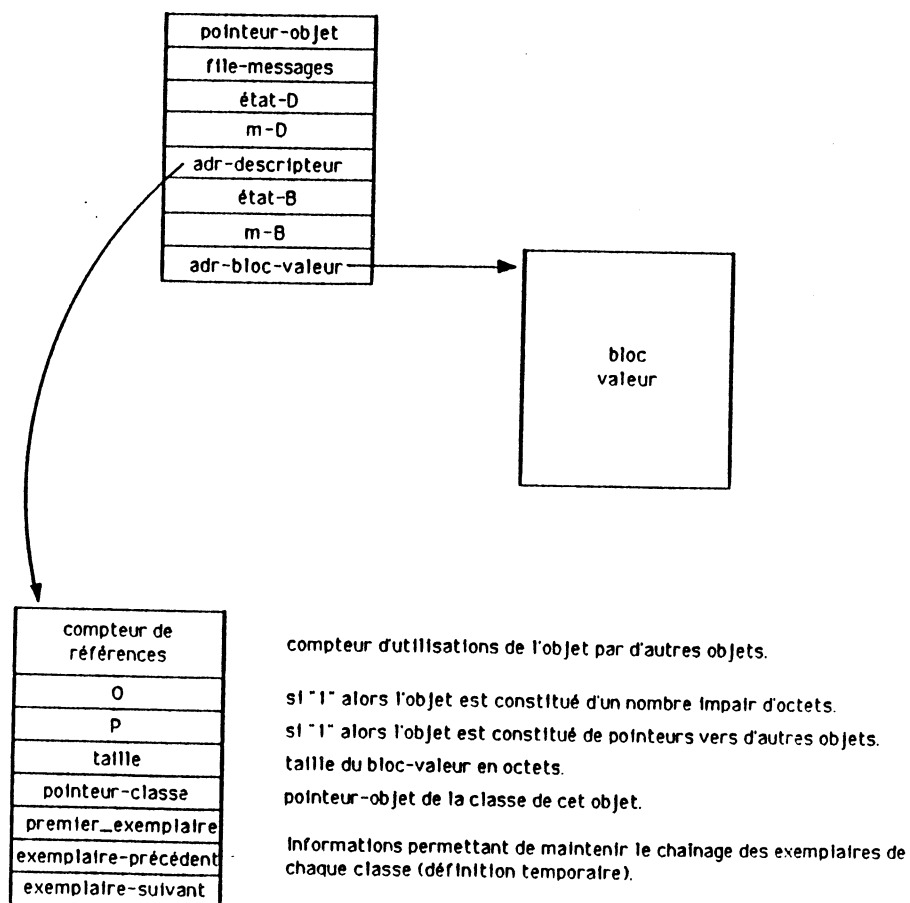 pointeur-objet
file-messages
état-D
m-D
adr-descripteur
état-B
m-B
adr-bloc-valeur
bloc
valeur
compteur de
références
compteur d'utilisations de l'objet par d'autres objets.
O
si "1" alors l'objet est constitué d'un nombre impair d'octets.
P
si "1" alors l'objet est constitué de pointeurs vers d'autres objets.
taille
taille du bloc-valeur en octets.
pointeur-classe
pointeur-objet de la classe de cet objet.
premier_exemplaire
exemplaire-précédent
exemplaire-suivant
Informations permettant de maintenir le chaînage des exemplaires de
chaque classe (définition temporaire).